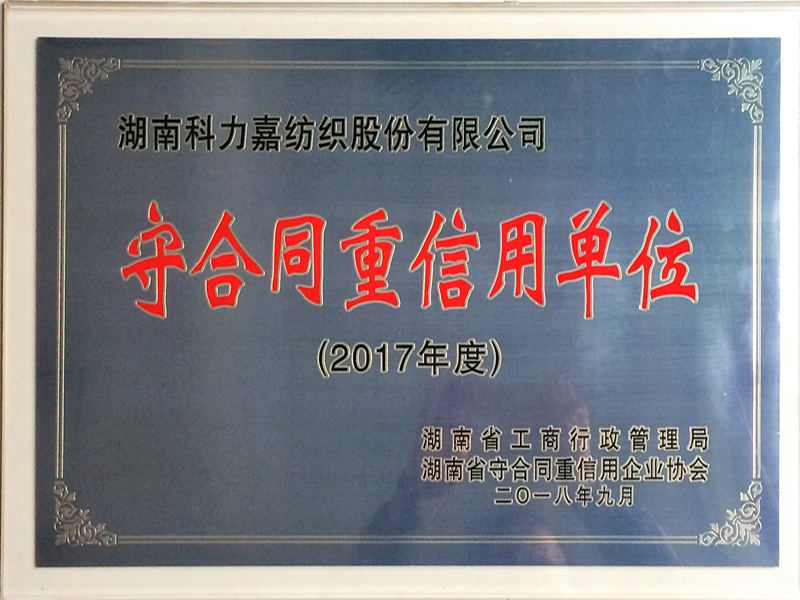 湖南科力嘉纺织股份有限公司
守合同重信用单位
(2017年度)
湖南省工商行政管理局
湖南省守合同重信用企业协会
二〇一八年九月